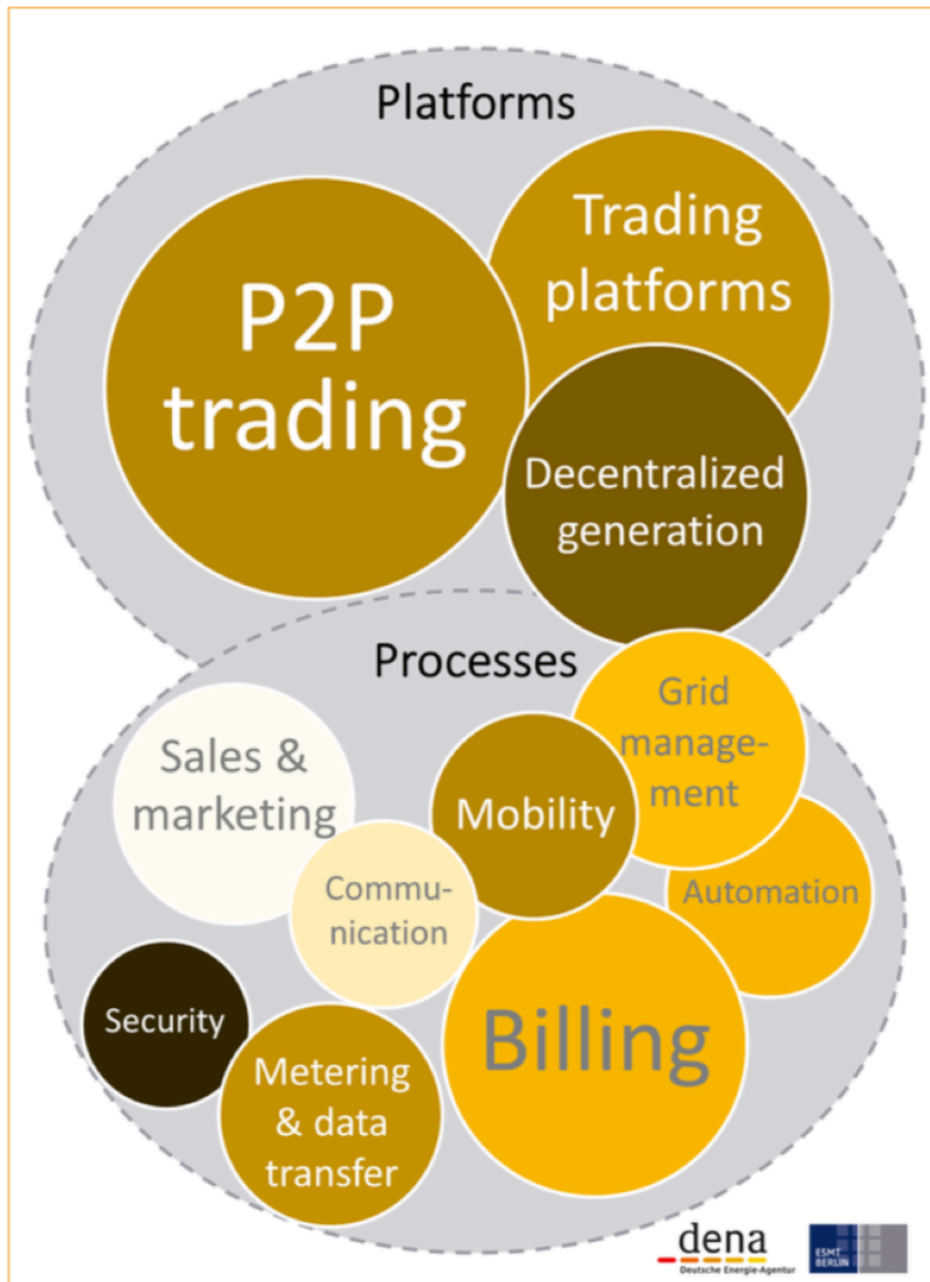 Platforms
Trading
platforms
P2P
trading
Decentralized
generation
Processes
Grid
manage-
ment
Sales &
marketing
Mobility
Commu-
nication
Automation
Security
Billing
Metering
& data
transfer
dena
Deutsche Energie-Agentur
ESMT
BERLIN